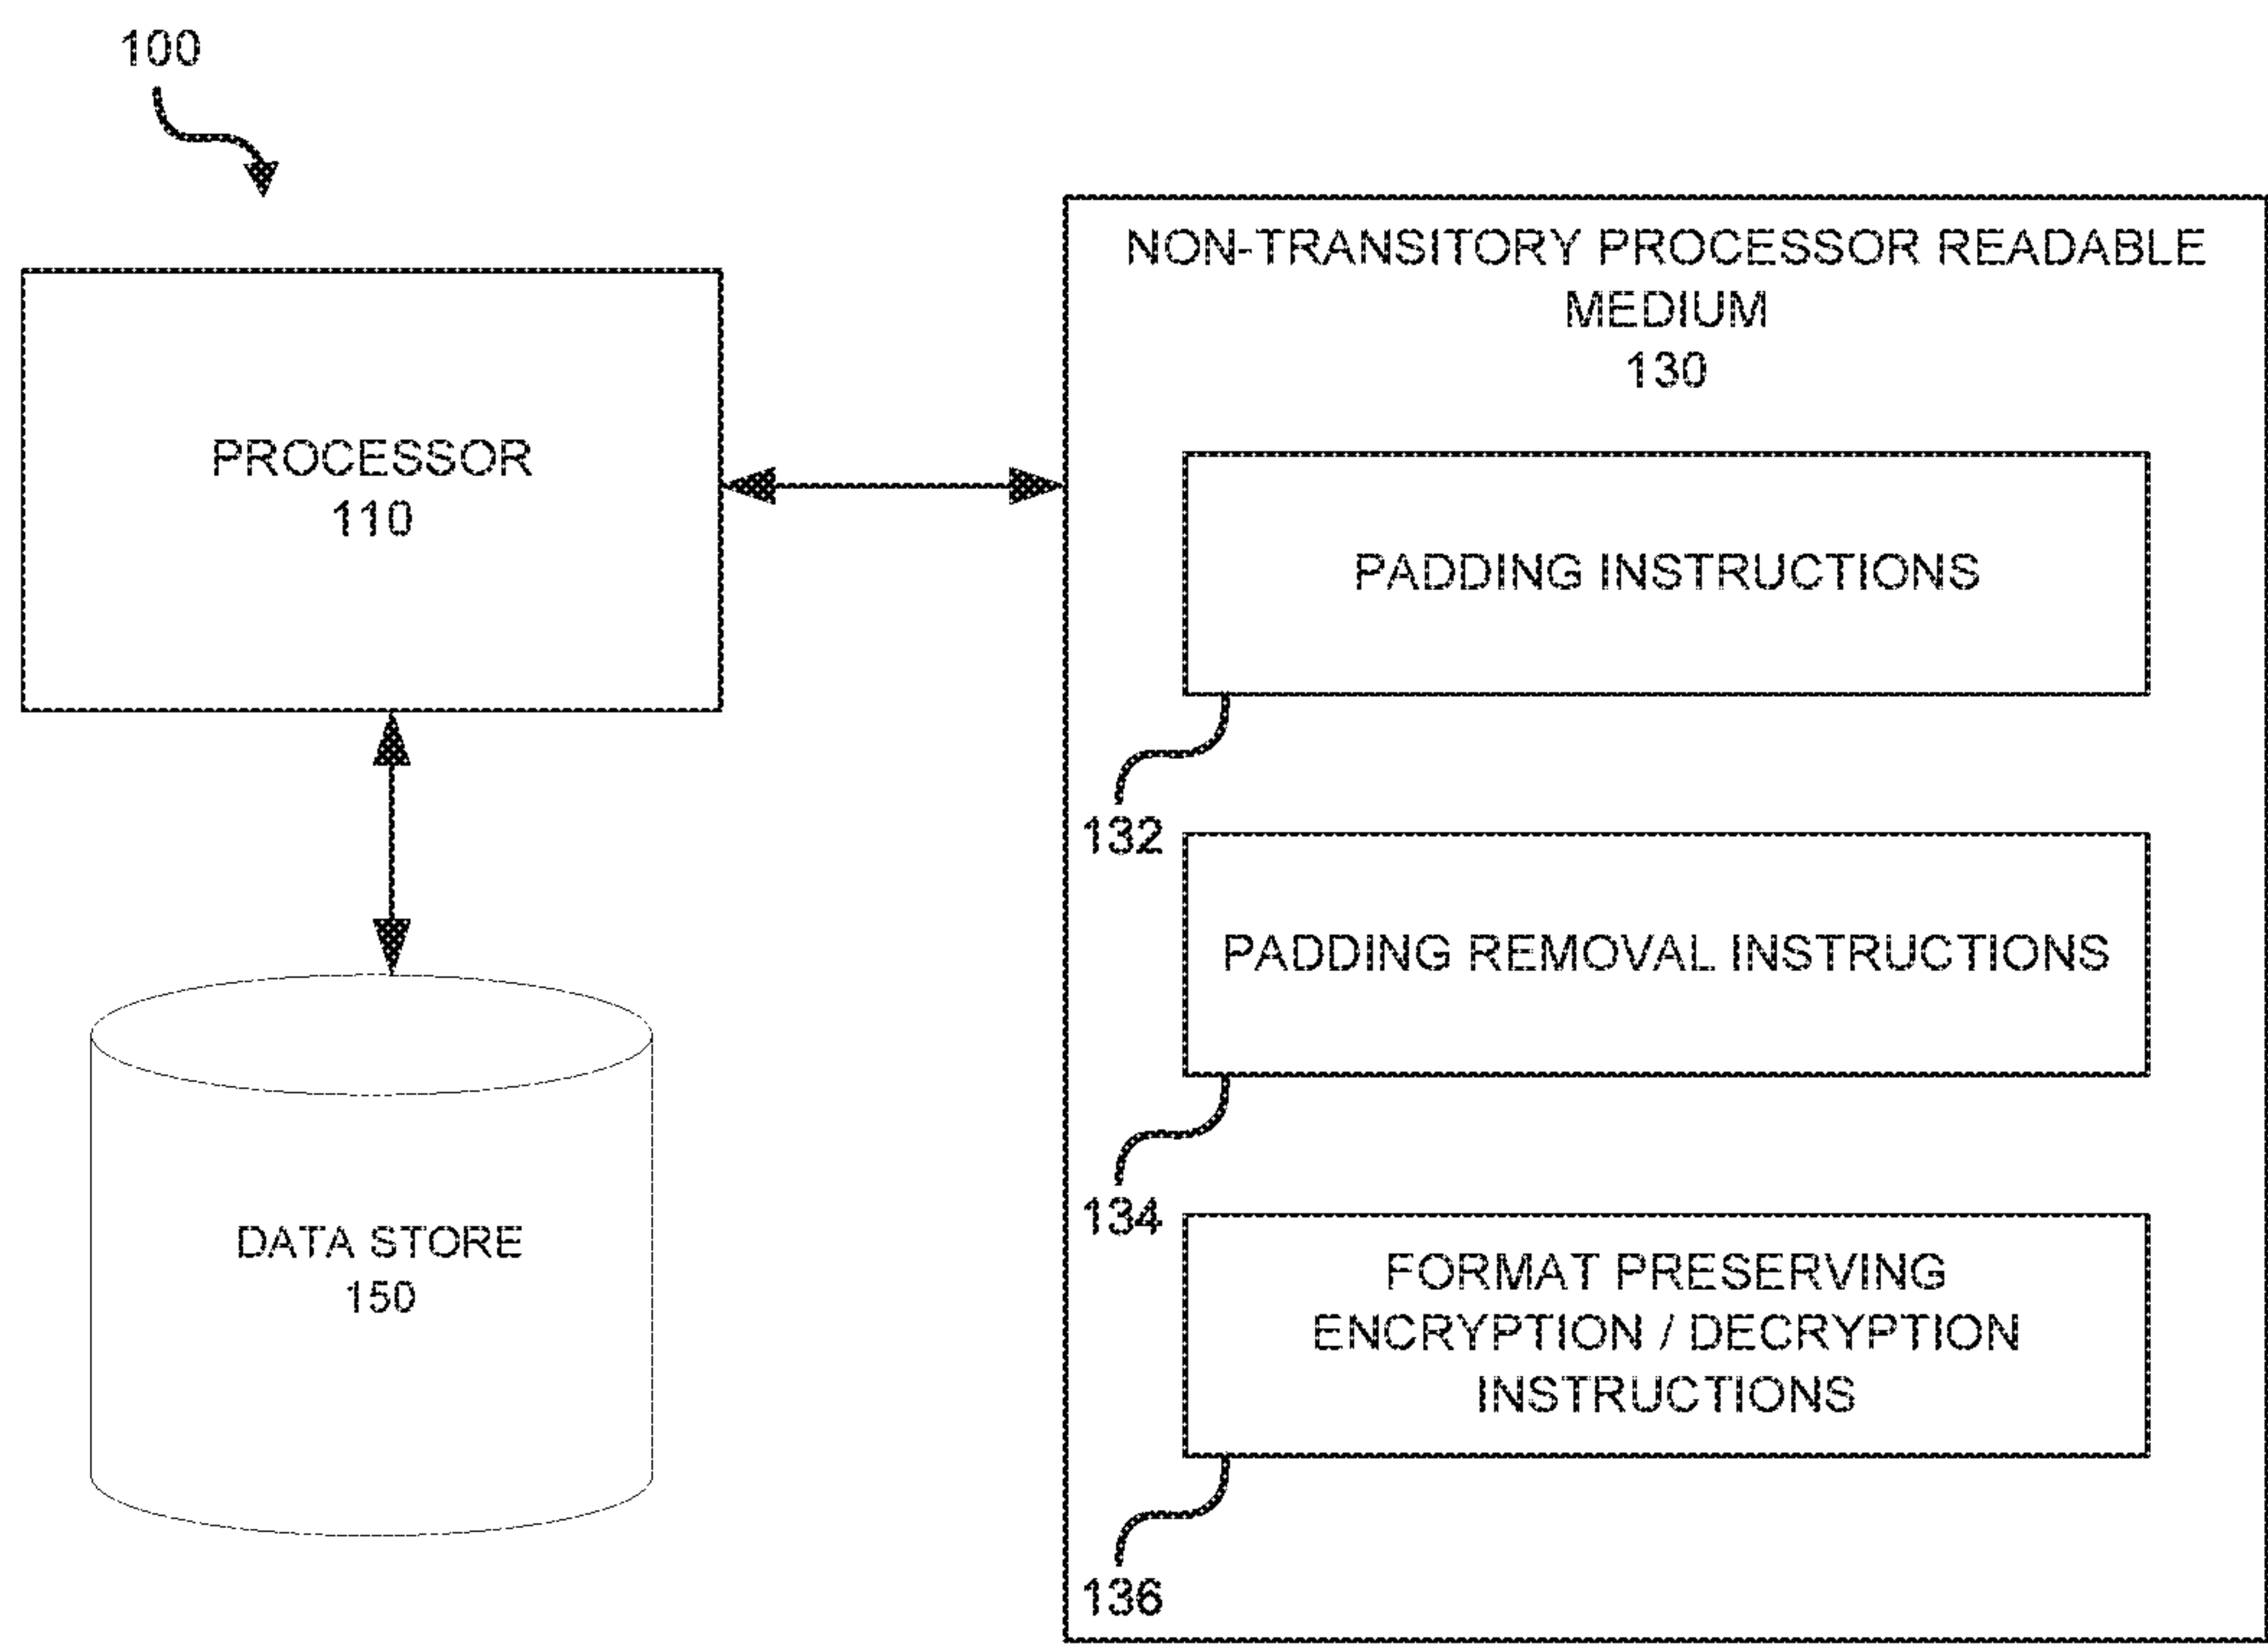 100
PROCESSOR
110
DATA STORE
150
NON-TRANSITORY PROCESSOR READABLE
MEDIUM
130
PADDING INSTRUCTIONS
132
PADDING REMOVAL INSTRUCTIONS
134
FORMAT PRESERVING
ENCRYPTION / DECRYPTION
INSTRUCTIONS
136